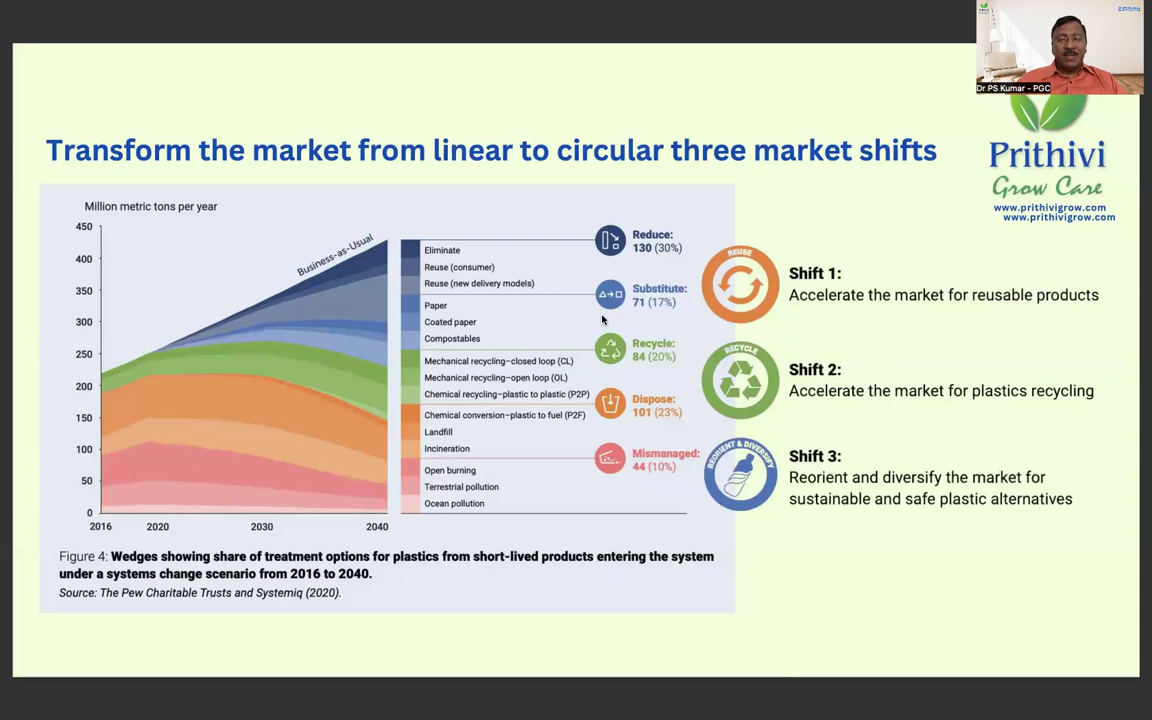 Dr PS Kumar - PGC
Transform the market from linear to circular three market shifts
Prithivi
Grow Care
www.prithivigrow.com
www.prithivigrow.com
Million metric tons per year
450
400
350
300
250
200
150
100
50
0
2016
2020
2030
2040
Business-as-Usual
Eliminate
Reuse (consumer)
Reuse (new delivery models)
Paper
Coated paper
Compostables
Mechanical recycling–closed loop (CL)
Mechanical recycling–open loop (OL)
Chemical recycling–plastic to plastic (P2P)
Chemical conversion–plastic to fuel (P2F)
Landfill
Incineration
Open burning
Terrestrial pollution
Ocean pollution
Reduce:
130 (30%)
Substitute:
71 (17%)
Recycle:
84 (20%)
Dispose:
101 (23%)
Mismanaged:
44 (10%)
Figure 4: Wedges showing share of treatment options for plastics from short-lived products entering the system
under a systems change scenario from 2016 to 2040.
Source: The Pew Charitable Trusts and Systemiq (2020).
REUSE
Shift 1:
Accelerate the market for reusable products
RECYCLE
Shift 2:
Accelerate the market for plastics recycling
REORIENT & DIVERSIFY
Shift 3:
Reorient and diversify the market for
sustainable and safe plastic alternatives